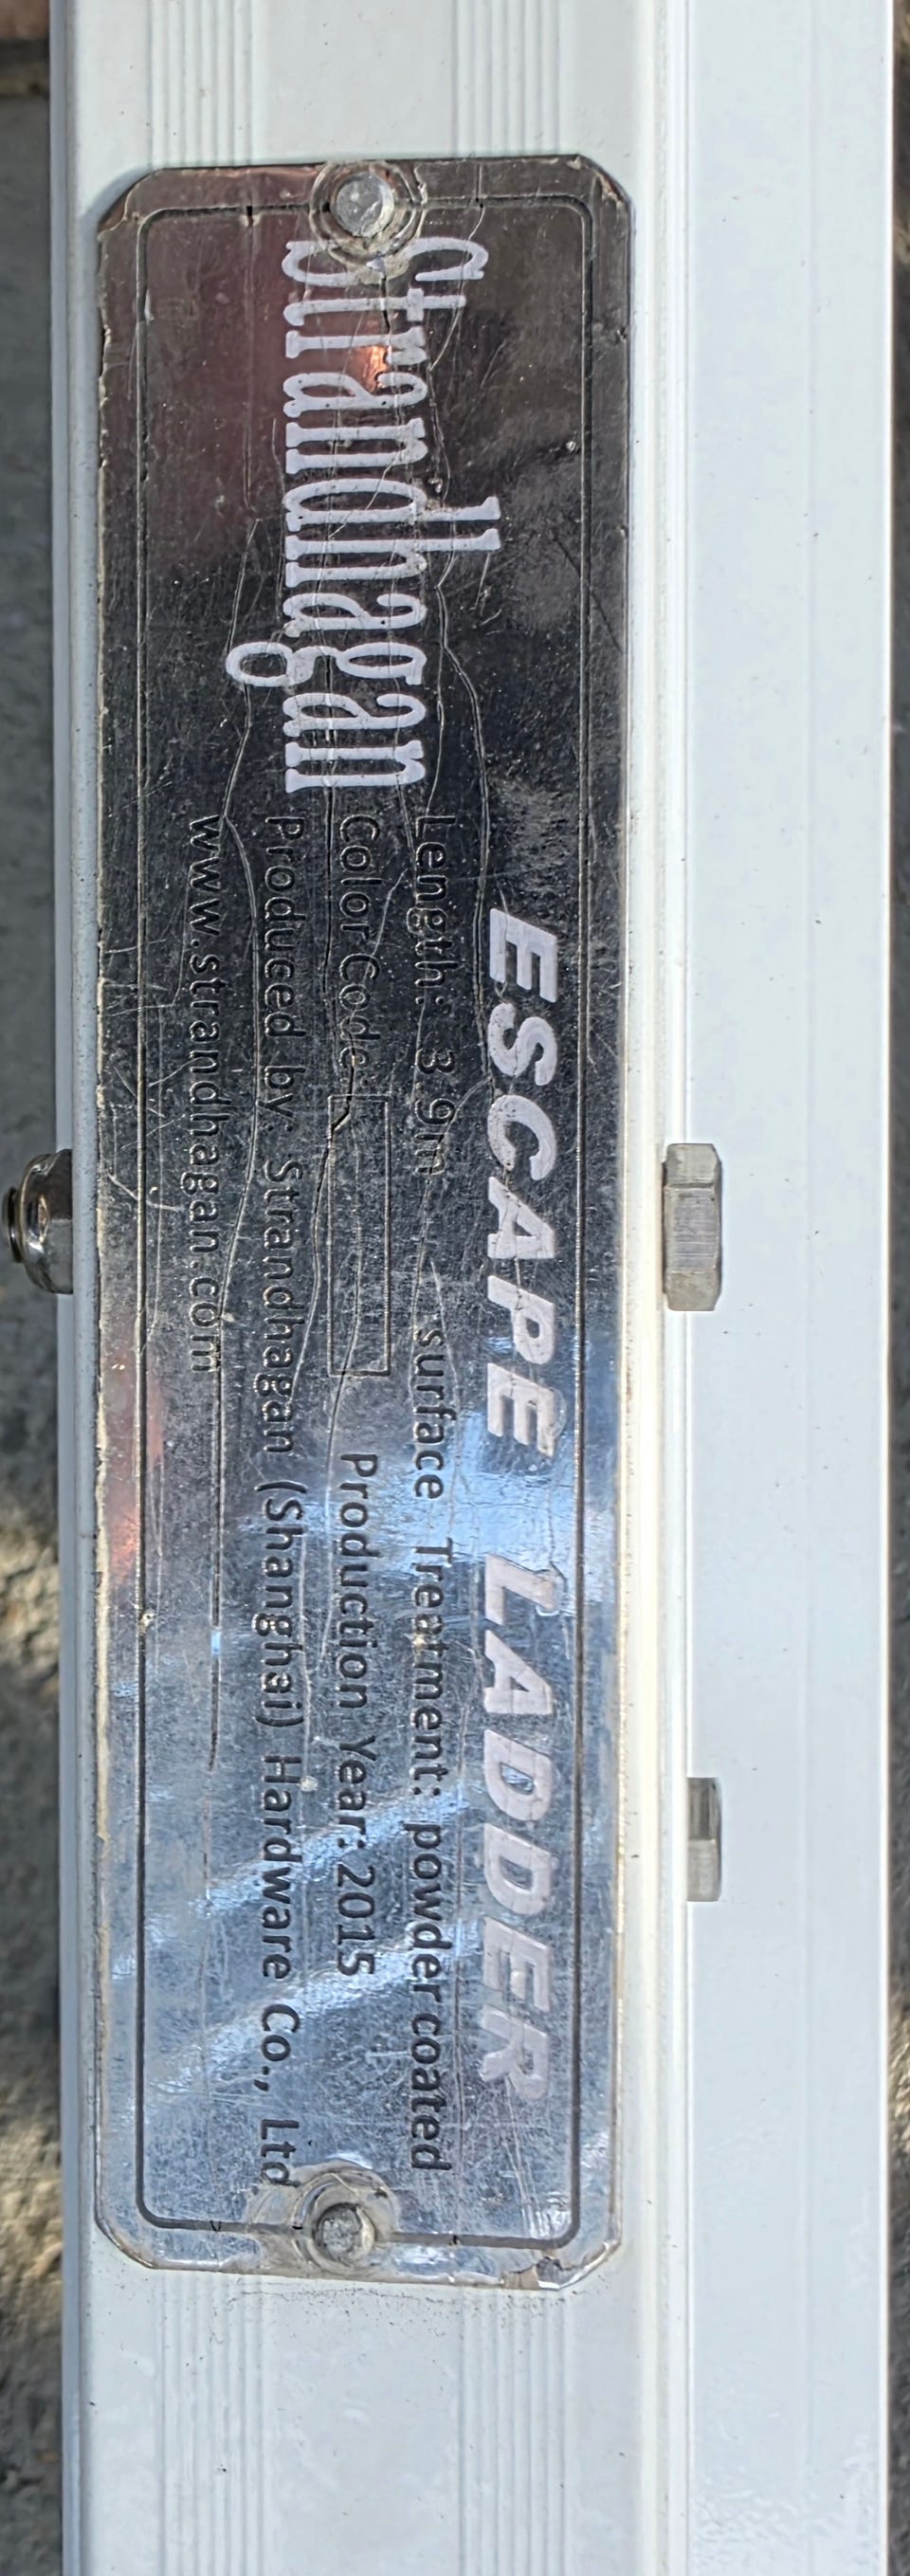 Strandhagan
ESCAPE LADDER
Length: 3.9m surface Treatment: powder coated
Color Code Production Year: 2015
Produced by: Strandhagan (Shanghai) Hardware Co., Ltd
www.strandhagan.com